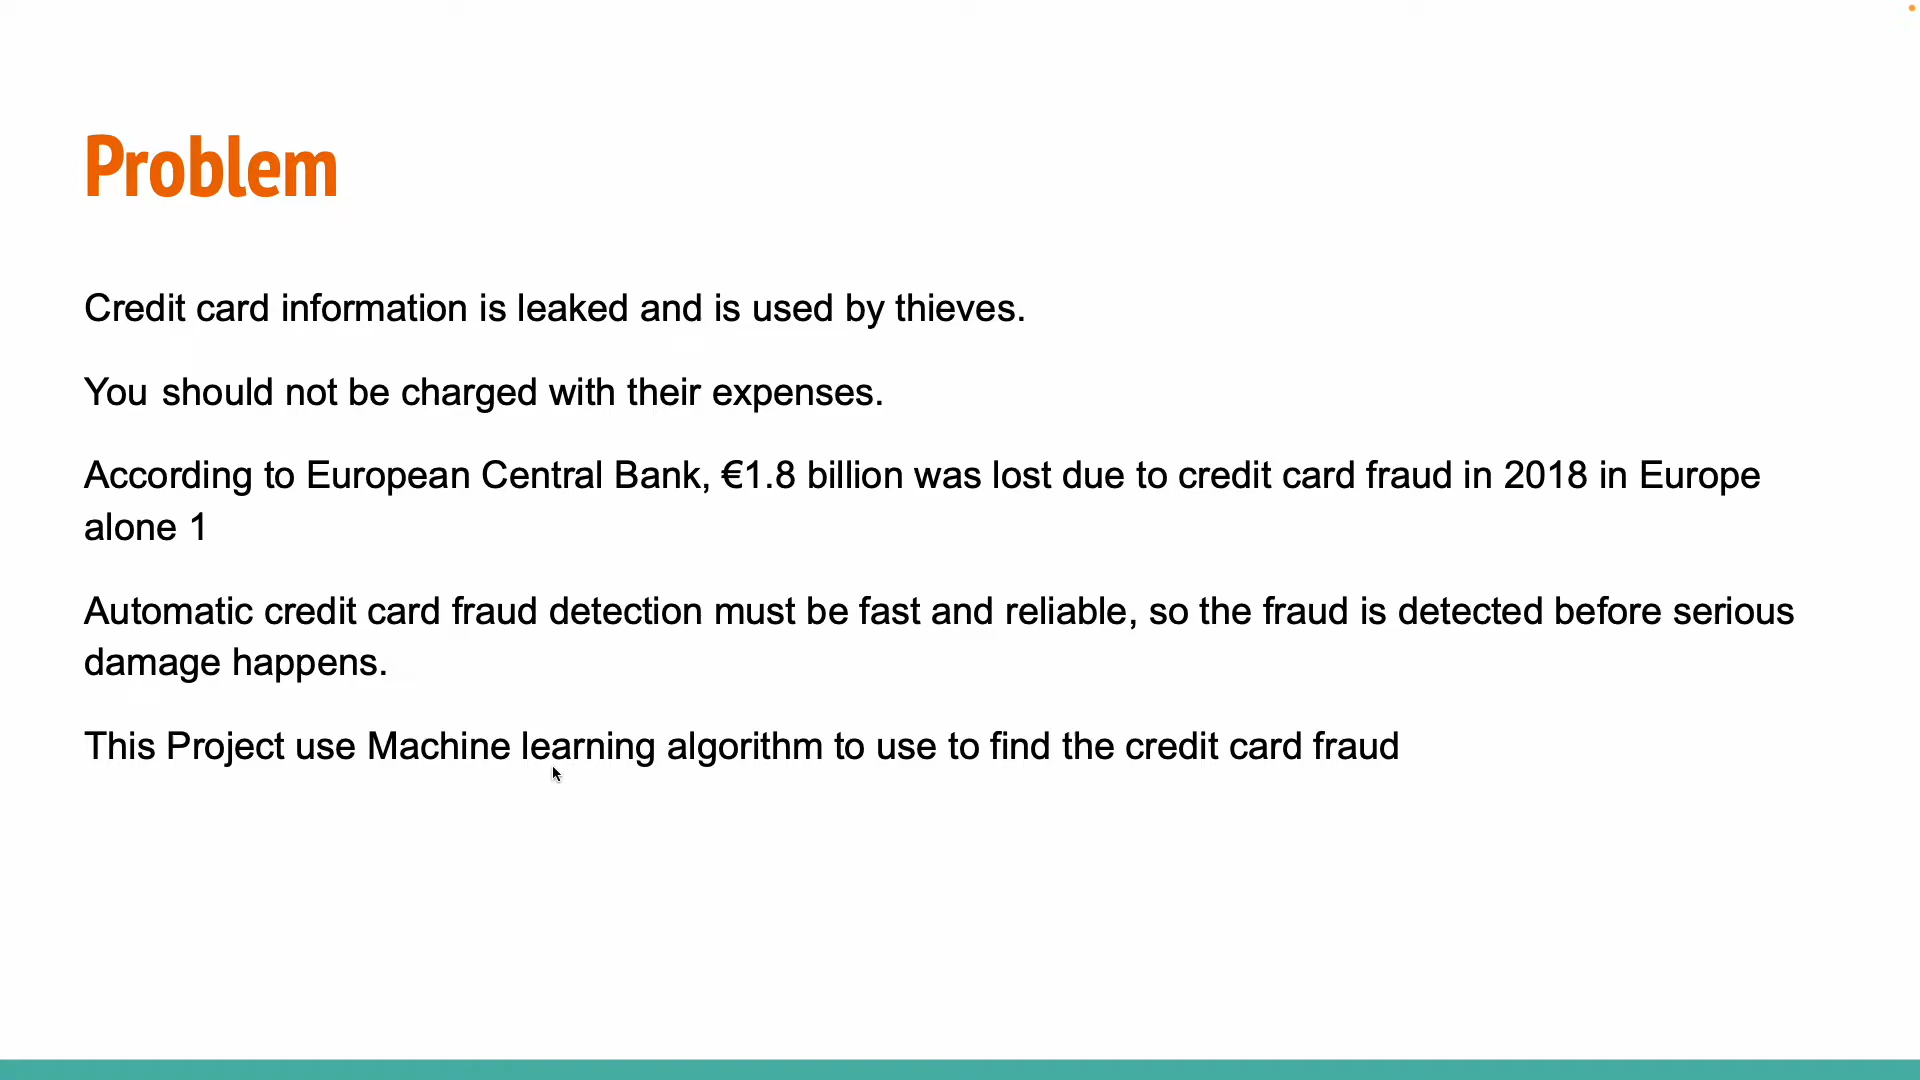 Problem
Credit card information is leaked and is used by thieves.
You should not be charged with their expenses.
According to European Central Bank, €1.8 billion was lost due to credit card fraud in 2018 in Europe
alone 1
Automatic credit card fraud detection must be fast and reliable, so the fraud is detected before serious
damage happens.
This Project use Machine learning algorithm to use to find the credit card fraud